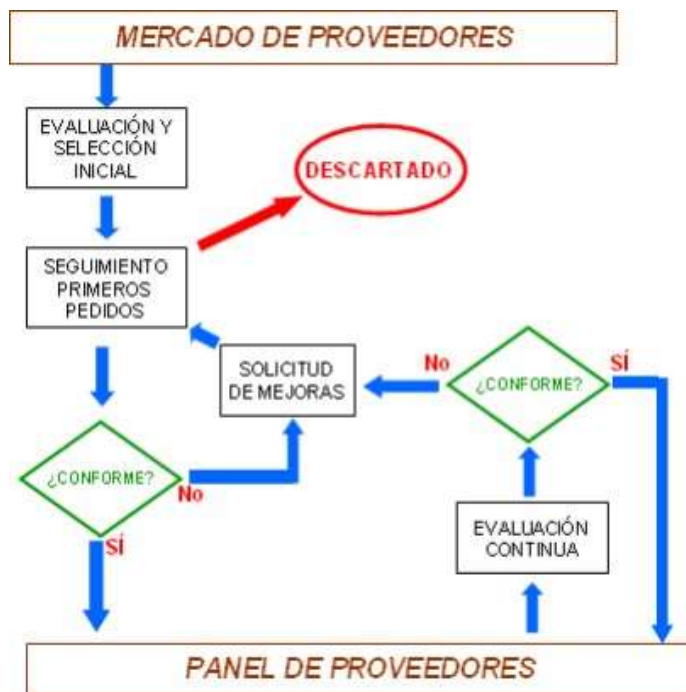 MERCADO DE PROVEEDORES
EVALUACIÓN Y
SELECCIÓN
INICIAL
DESCARTADO
SEGUIMIENTO
PRIMEROS
PEDIDOS
SOLICITUD
DE MEJORAS
No
¿CONFORME?
SÍ
¿CONFORME?
No
SÍ
EVALUACIÓN
CONTINUA
PANEL DE PROVEEDORES